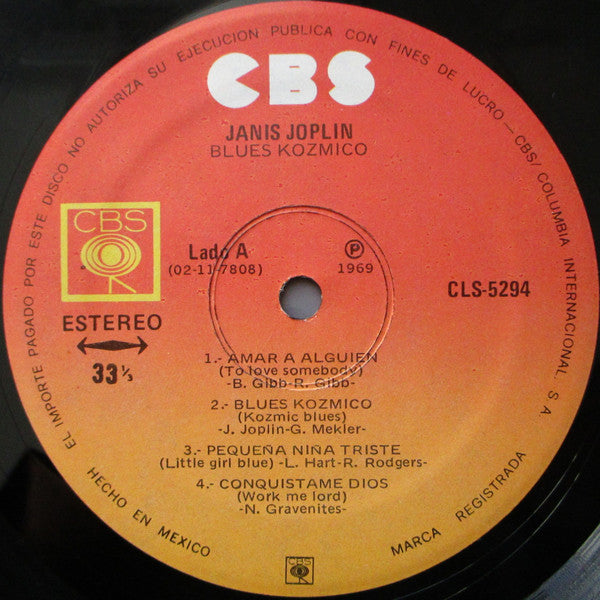 EL IMPORTE PAGADO POR ESTE DISCO NO AUTORIZA SU EJECUCION PUBLICA CON FINES DE LUCRO — CBS/COLUMBIA INTERNACIONAL, S A
CBS
JANIS JOPLIN
BLUES KOZMICO
CBS
Lado A
(02-11-7808)
P
1969
CLS-5294
ESTEREO
33 1/3
1.- AMAR A ALGUIEN
(To love somebody)
-B. Gibb-R. Gibb-
2.- BLUES KOZMICO
(Kozmic blues)
-J. Joplin-G. Mekler-
3.- PEQUEÑA NIÑA TRISTE
(Little girl blue) -L. Hart-R. Rodgers-
4.- CONQUISTAME DIOS
(Work me lord)
-N. Gravenites-
HECHO EN MEXICO
CBS
MARCA REGISTRADA